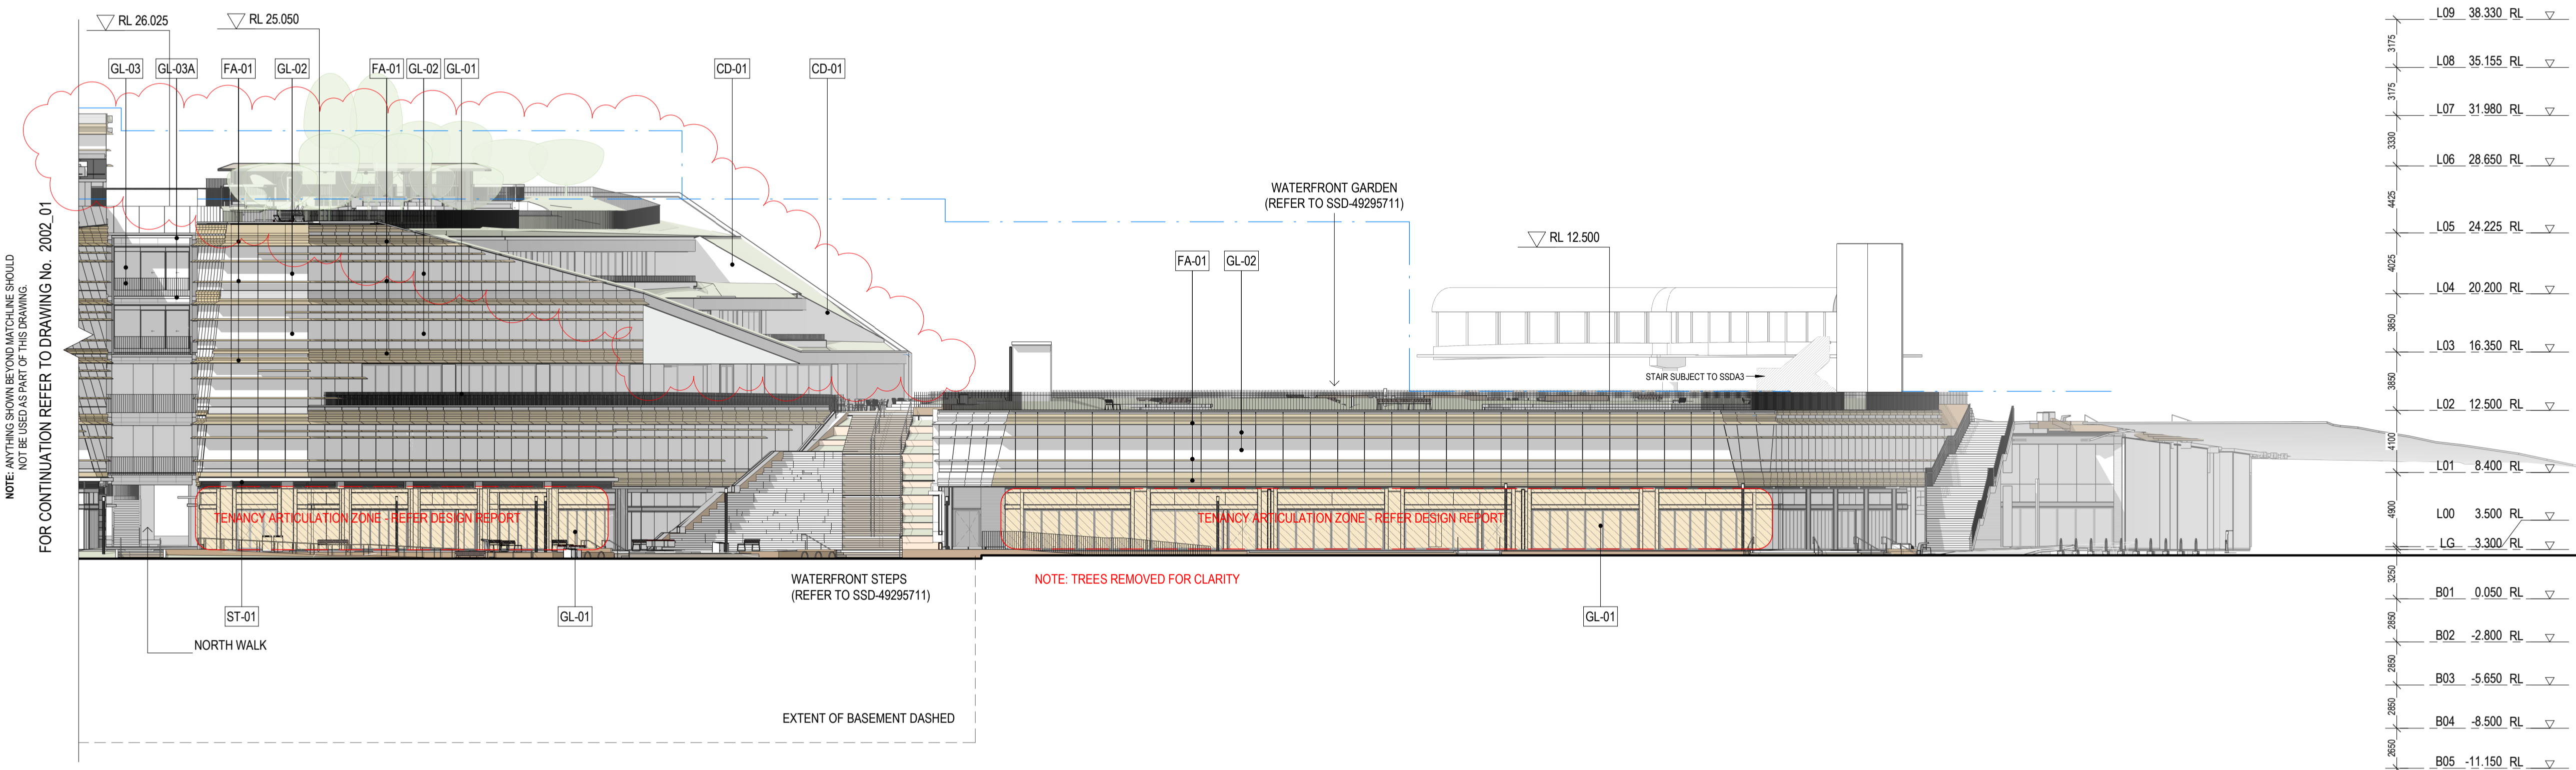 RL 26.025
RL 25.050
GL-03
GL-03A
FA-01
GL-02
FA-01
GL-02
GL-01
CD-01
CD-01
NOTE: ANYTHING SHOWN BEYOND MATCHLINE SHOULD
NOT BE USED AS PART OF THIS DRAWING.
FOR CONTINUATION REFER TO DRAWING No. 2002_01
WATERFRONT GARDEN
(REFER TO SSD-49295711)
RL 12.500
FA-01
GL-02
STAIR SUBJECT TO SSDA3
TENANCY ARTICULATION ZONE - REFER DESIGN REPORT
TENANCY ARTICULATION ZONE - REFER DESIGN REPORT
WATERFRONT STEPS
(REFER TO SSD-49295711)
NOTE: TREES REMOVED FOR CLARITY
ST-01
GL-01
GL-01
NORTH WALK
EXTENT OF BASEMENT DASHED
L09 38.330 RL
3175
L08 35.155 RL
3175
L07 31.980 RL
3330
L06 28.650 RL
4425
L05 24.225 RL
4025
L04 20.200 RL
3850
L03 16.350 RL
3850
L02 12.500 RL
4100
L01 8.400 RL
4900
L00 3.500 RL
LG 3.300 RL
3250
B01 0.050 RL
2850
B02 -2.800 RL
2850
B03 -5.650 RL
2850
B04 -8.500 RL
2650
B05 -11.150 RL